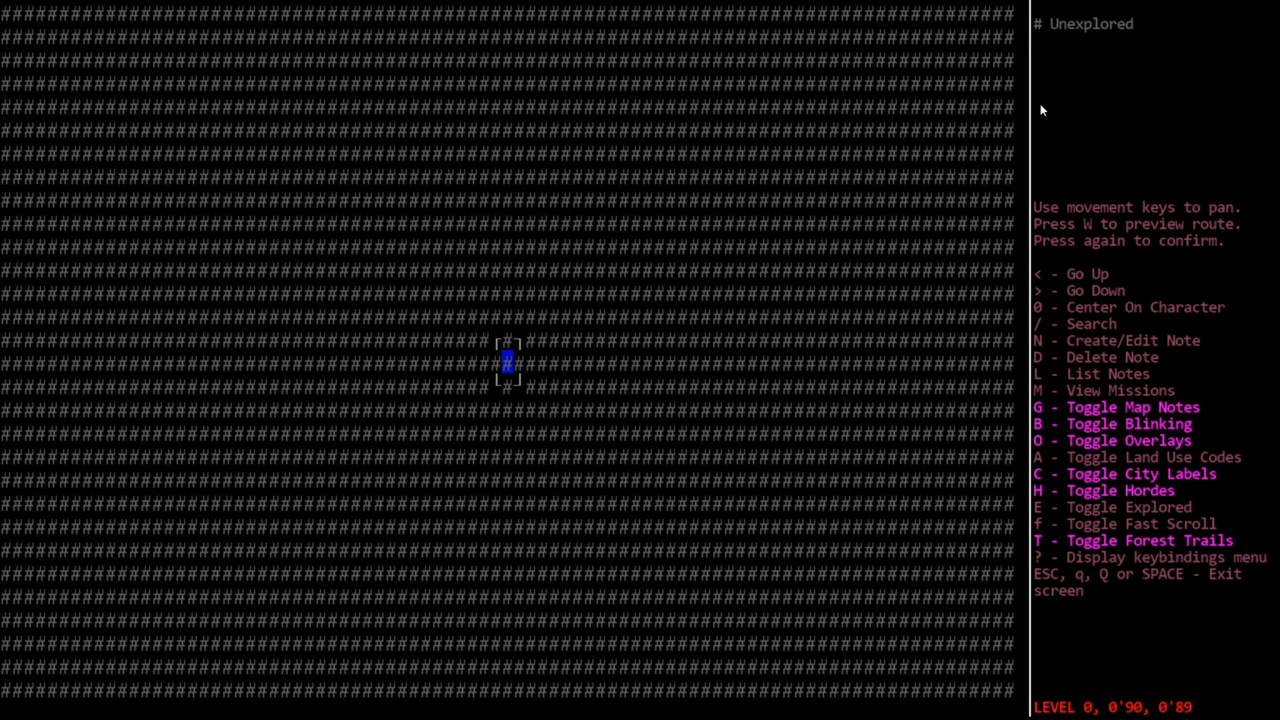 # Unexplored
Use movement keys to pan.
Press W to preview route.
Press again to confirm.
< - Go Up
> - Go Down
0 - Center On Character
/ - Search
N - Create/Edit Note
D - Delete Note
L - List Notes
M - View Missions
G - Toggle Map Notes
B - Toggle Blinking
O - Toggle Overlays
A - Toggle Land Use Codes
C - Toggle City Labels
H - Toggle Hordes
E - Toggle Explored
f - Toggle Fast Scroll
T - Toggle Forest Trails
? - Display keybindings menu
ESC, q, Q or SPACE - Exit
screen
LEVEL 0, 0'90, 0'89